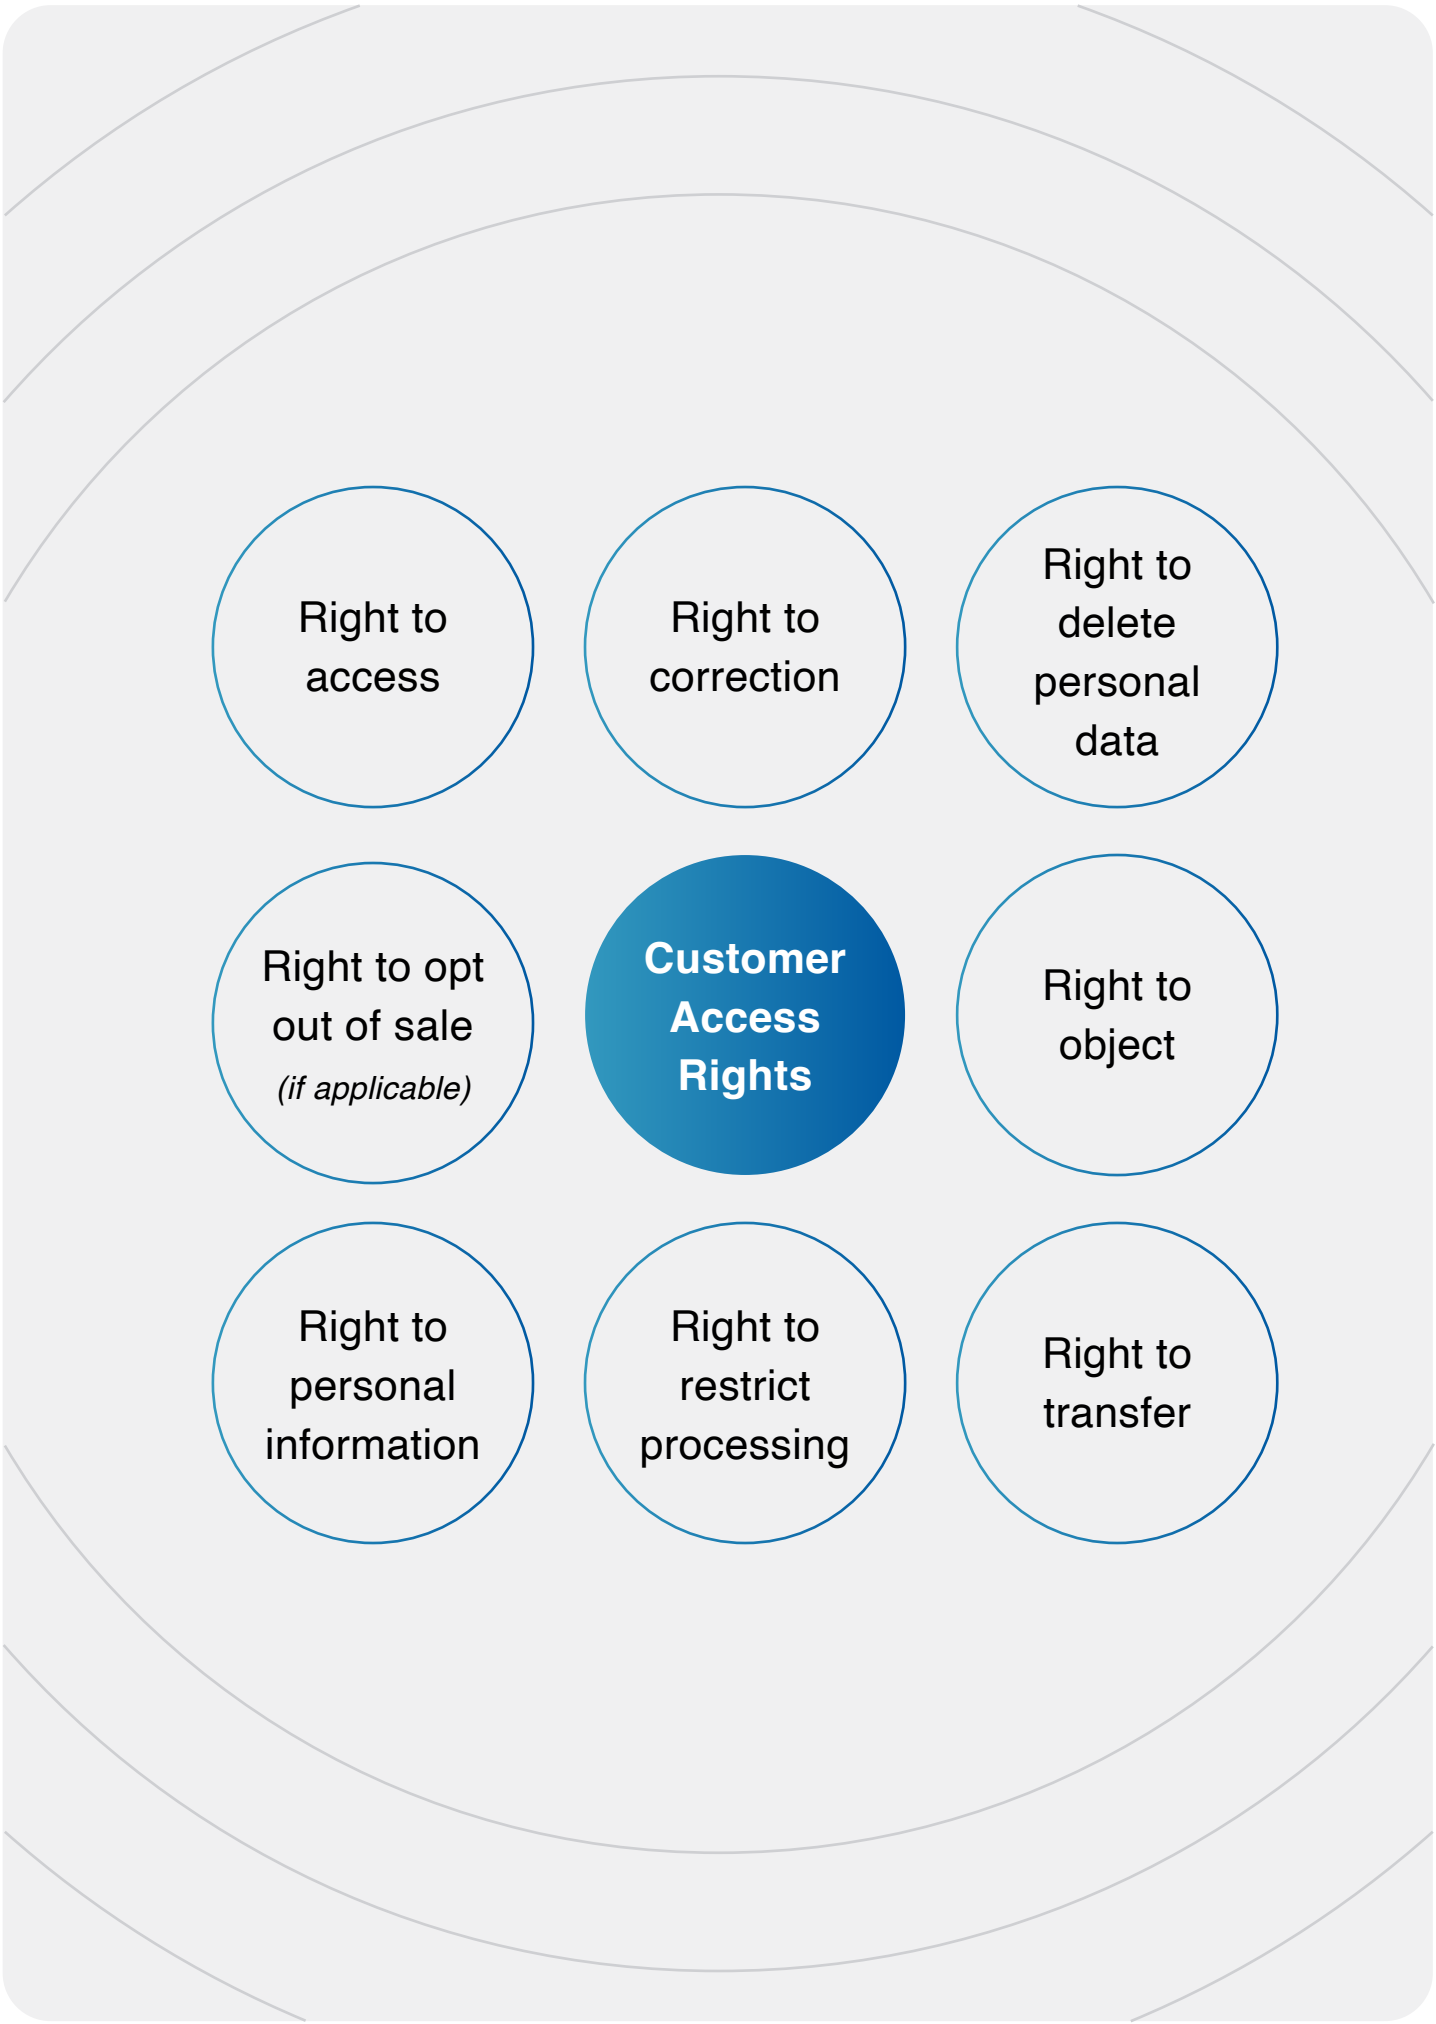 Right to
access
Right to
correction
Right to
delete
personal
data
Right to opt
out of sale
(if applicable)
Customer
Access
Rights
Right to
object
Right to
personal
information
Right to
restrict
processing
Right to
transfer